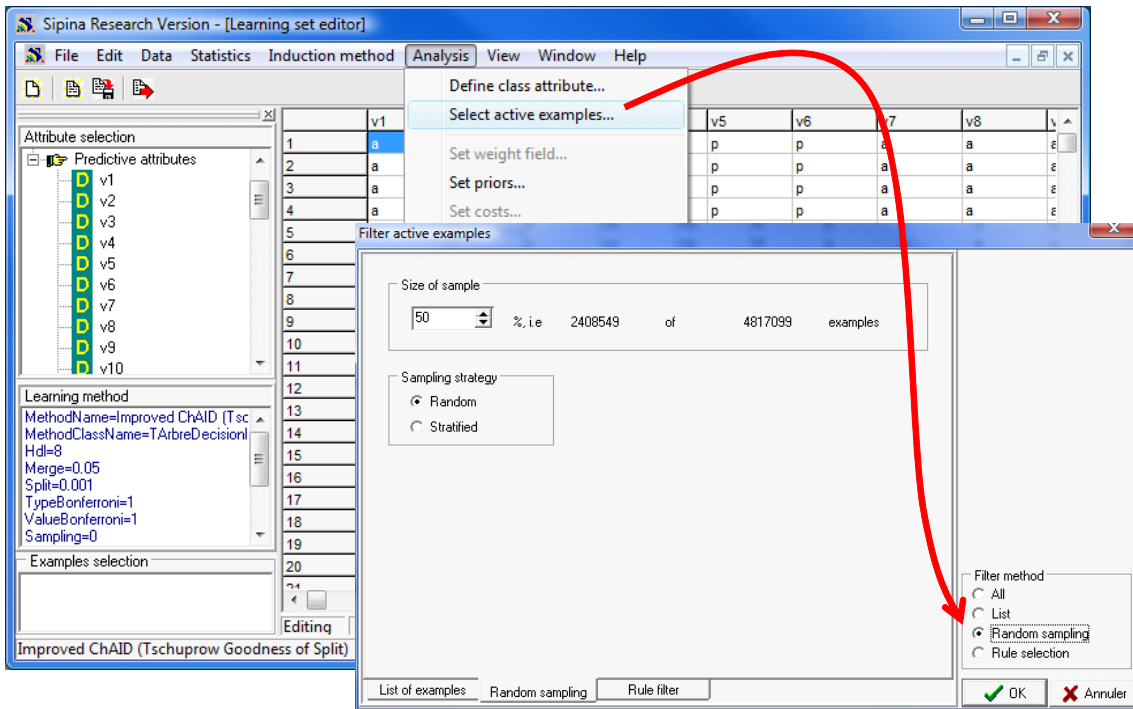 Sipina Research Version - [Learning set editor]
File Edit Data Statistics Induction method Analysis View Window Help
Define class attribute...
Select active examples...
Set weight field...
Set priors...
Set costs...
Attribute selection
Predictive attributes
D v1
D v2
D v3
D v4
D v5
D v6
D v7
D v8
D v9
D v10
Learning method
MethodName=Improved ChAID (Tsc
MethodClassName=TArbreDecisionI
Hdl=8
Merge=0.05
Split=0.001
TypeBonferroni=1
ValueBonferroni=1
Sampling=0
Examples selection
v1 v5 v6 v7 v8
1 a p p a a
2 a p p a a
3 a p p a a
4 a p p a a
5
6
7
8
9
10
11
12
13
14
15
16
17
18
19
20
21
Editing
Improved ChAID (Tschuprow Goodness of Split)
Filter active examples
Size of sample
50 %, i.e 2408549 of 4817099 examples
Sampling strategy
Random
Stratified
Filter method
All
List
Random sampling
Rule selection
List of examples Random sampling Rule filter
OK Annuler